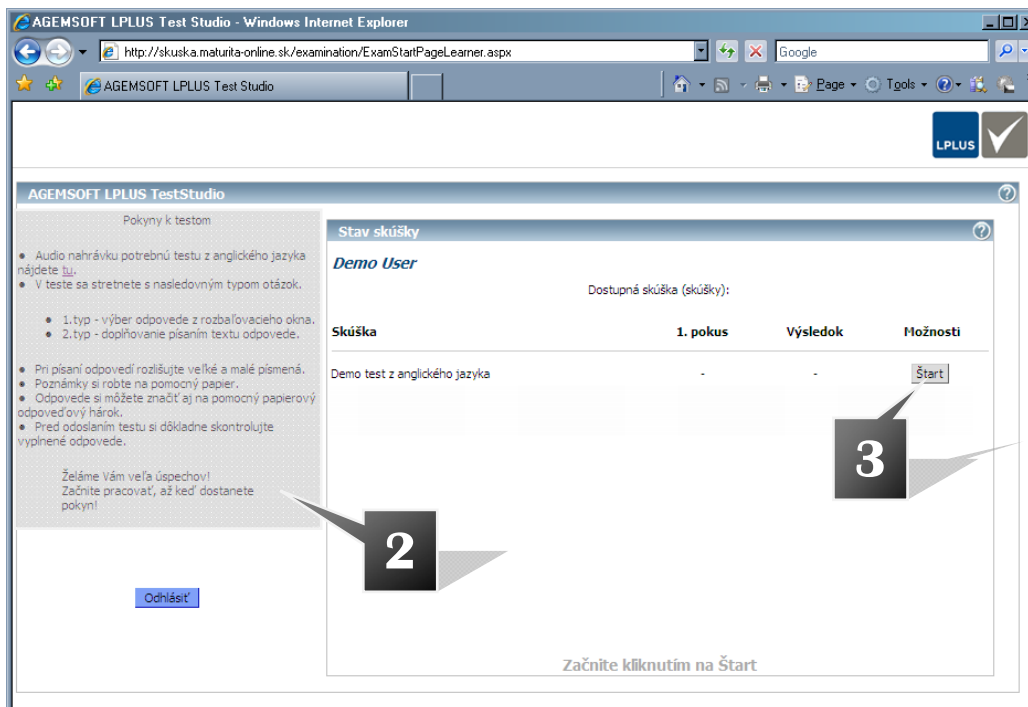 AGEMSOFT LPLUS Test Studio - Windows Internet Explorer
http://skuska.maturita-online.sk/examination/ExamStartPageLearner.aspx
Google
AGEMSOFT LPLUS Test Studio
Page
Tools
LPLUS
AGEMSOFT LPLUS TestStudio
Pokyny k testom
• Audio nahrávku potrebnú testu z anglického jazyka
nájdete tu.
• V teste sa stretnete s nasledovným typom otázok.
• 1.typ - výber odpovede z rozbaľovacieho okna.
• 2.typ - doplňovanie písaním textu odpovede.
• Pri písaní odpovedí rozlišujte veľké a malé písmená.
• Poznámky si robte na pomocný papier.
• Odpovede si môžete značiť aj na pomocný papierový
odpoveďový hárok.
• Pred odoslaním testu si dôkladne skontrolujte
vyplnené odpovede.
Želáme Vám veľa úspechov!
Začnite pracovať, až keď dostanete
pokyn!
Odhlásiť
Stav skúšky
Demo User
Dostupná skúška (skúšky):
Skúška 1. pokus Výsledok Možnosti
Demo test z anglického jazyka - - Štart
3
2
Začnite kliknutím na Štart